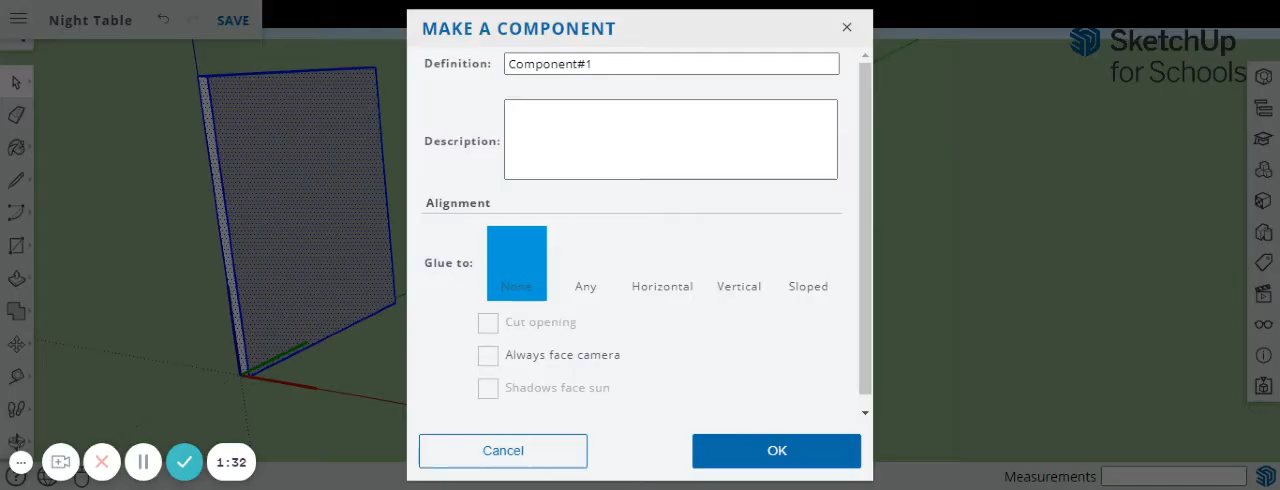 Night Table
SAVE
MAKE A COMPONENT
Definition:
Component#1
Description:
Alignment
Glue to:
None
Any
Horizontal
Vertical
Sloped
Cut opening
Always face camera
Shadows face sun
Cancel
OK
SketchUp
for Schools
1:32
Measurements